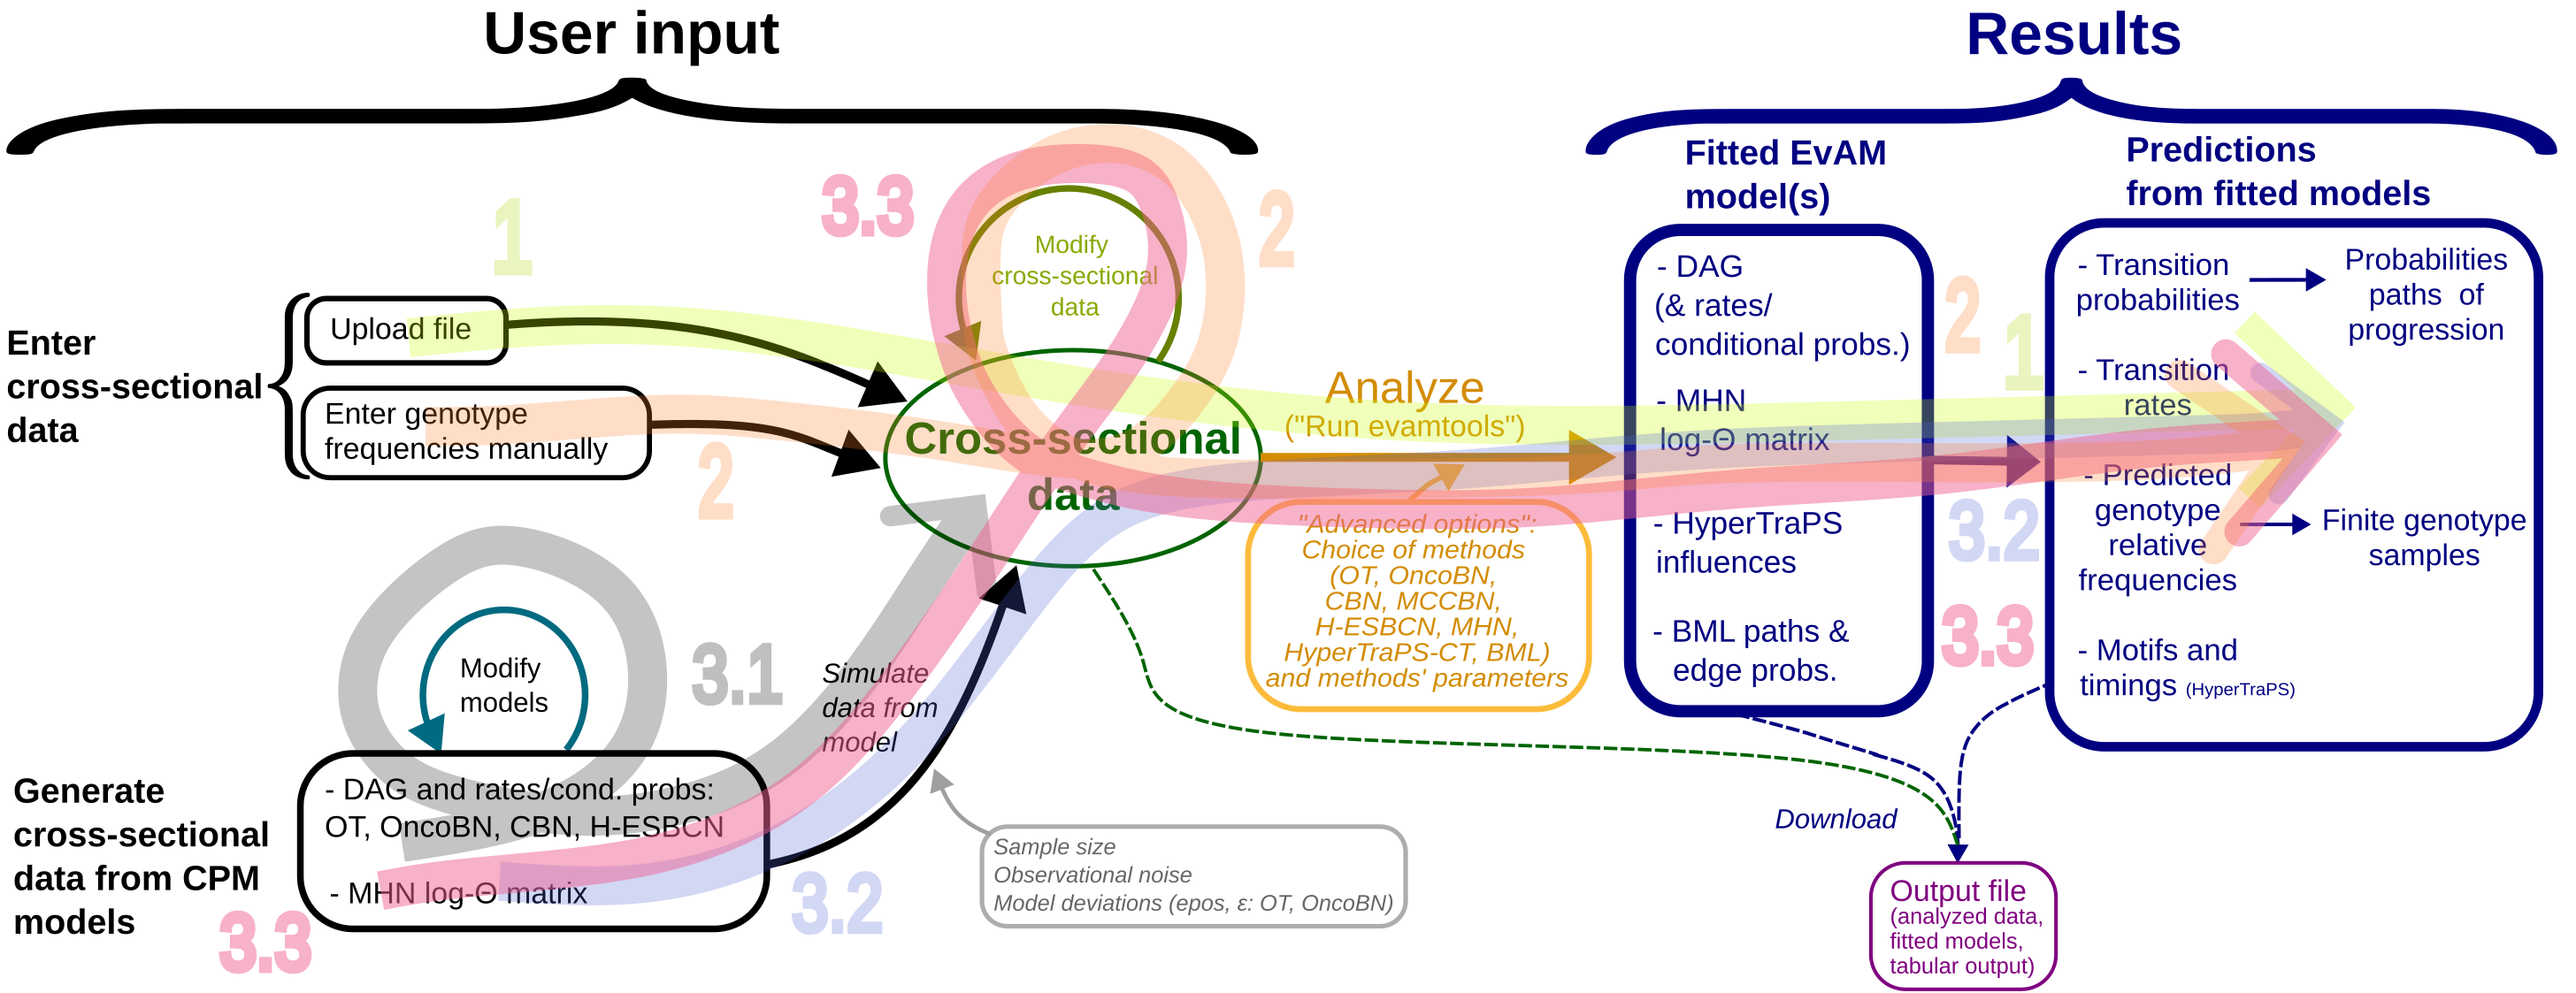 User input
Results
Enter
cross-sectional
data
Upload file
Enter genotype
frequencies manually
1
2
3.3
2
Modify
cross-sectional
data
Cross-sectional
data
Generate
cross-sectional
data from CPM
models
3.3
Modify
models
3.1
- DAG and rates/cond. probs:
OT, OncoBN, CBN, H-ESBCN
- MHN log-Θ matrix
3.2
Simulate
data from
model
Sample size
Observational noise
Model deviations (epos, ε: OT, OncoBN)
Analyze
("Run evamtools")
"Advanced options":
Choice of methods
(OT, OncoBN,
CBN, MCCBN,
H-ESBCN, MHN,
HyperTraPS-CT, BML)
and methods' parameters
Fitted EvAM
model(s)
- DAG
(& rates/
conditional probs.)
- MHN
log-Θ matrix
- HyperTraPS
influences
- BML paths &
edge probs.
2
1
3.2
3.3
Predictions
from fitted models
- Transition
probabilities
Probabilities
paths of
progression
- Transition
rates
- Predicted
genotype
relative
frequencies
Finite genotype
samples
- Motifs and
timings (HyperTraPS)
Download
Output file
(analyzed data,
fitted models,
tabular output)